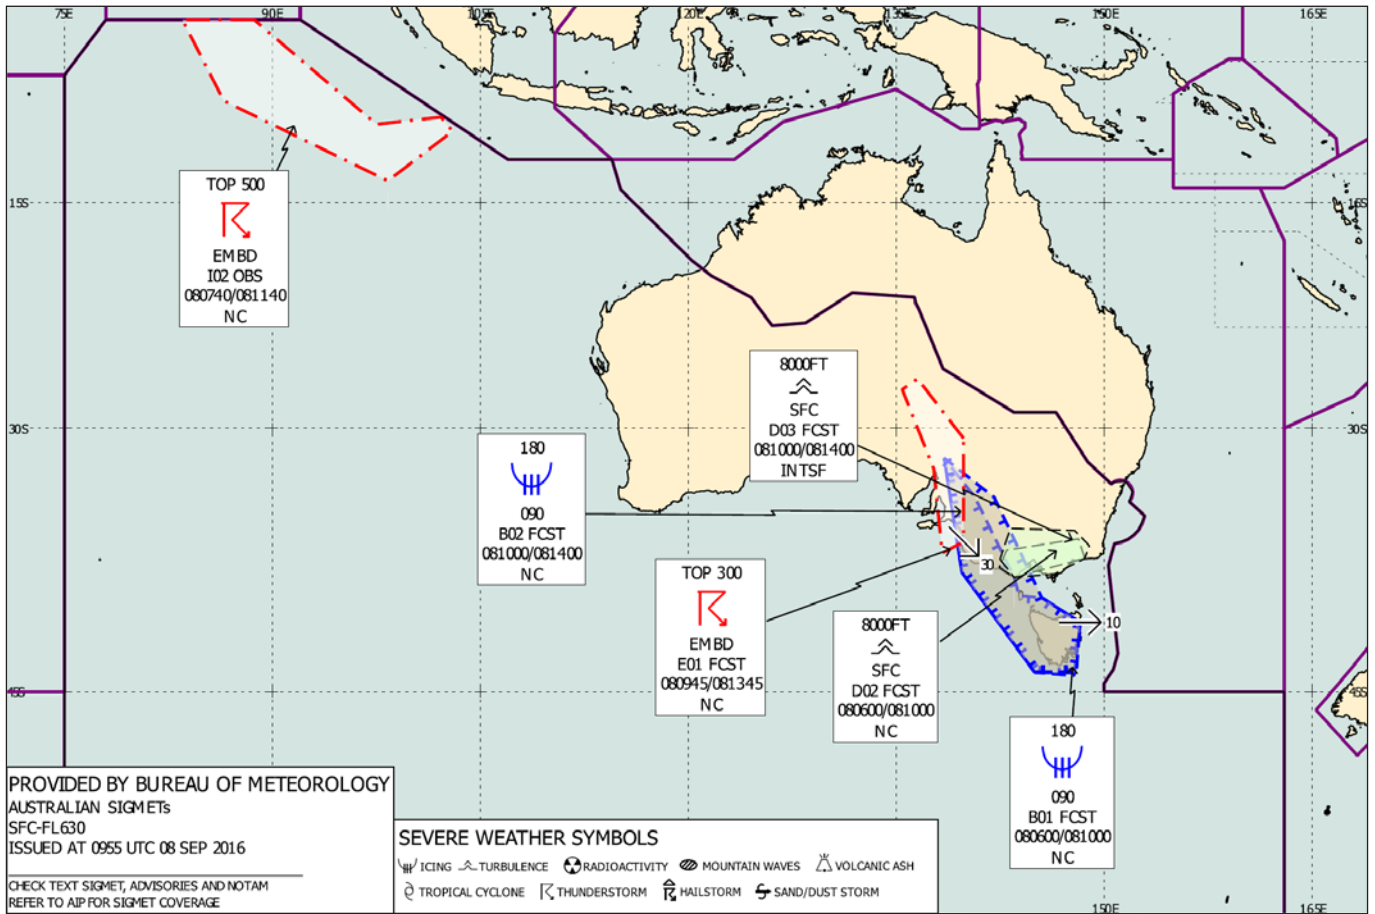 75E
90E
105E
120E
135E
150E
165E
15S
15S
TOP 500
EMBD
I02 OBS
080740/081140
NC
8000FT
SFC
D03 FCST
081000/081400
INTSF
30S
30S
180
090
B02 FCST
081000/081400
NC
30
TOP 300
EMBD
E01 FCST
080945/081345
NC
8000FT
SFC
D02 FCST
080600/081000
NC
10
45S
45S
180
090
B01 FCST
080600/081000
NC
PROVIDED BY BUREAU OF METEOROLOGY
AUSTRALIAN SIGMETs
SFC-FL630
ISSUED AT 0955 UTC 08 SEP 2016
CHECK TEXT SIGMET, ADVISORIES AND NOTAM
REFER TO AIP FOR SIGMET COVERAGE
SEVERE WEATHER SYMBOLS
ICING TURBULENCE RADIOACTIVITY MOUNTAIN WAVES VOLCANIC ASH
TROPICAL CYCLONE THUNDERSTORM HAILSTORM SAND/DUST STORM
150E
165E